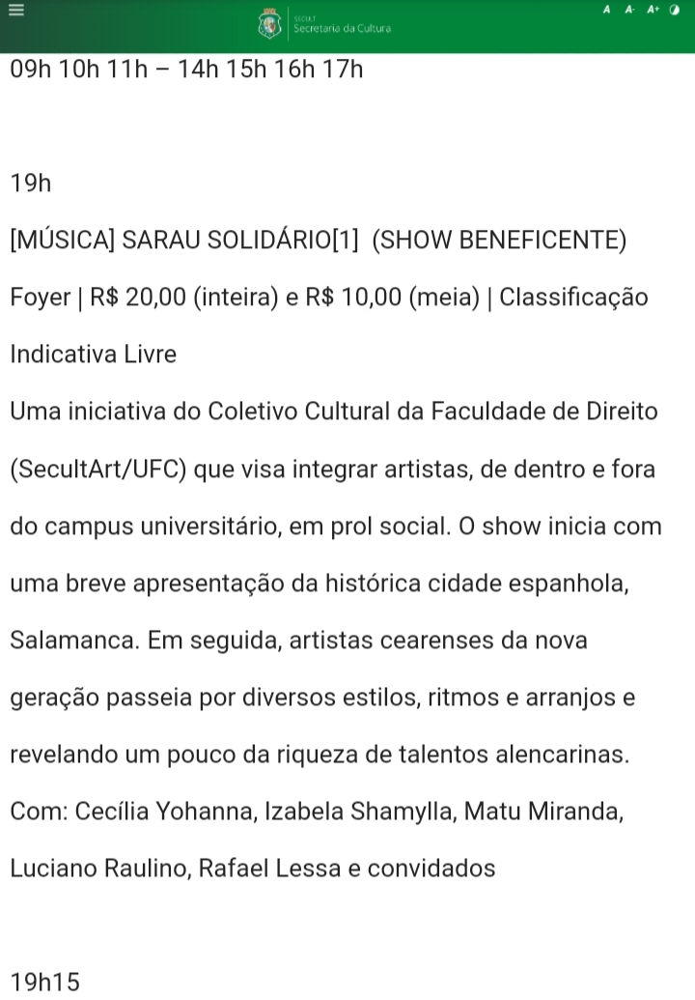 SECULT
Secretaria da Cultura
A A- A+
09h 10h 11h – 14h 15h 16h 17h
19h
[MÚSICA] SARAU SOLIDÁRIO[1] (SHOW BENEFICENTE)
Foyer | R$ 20,00 (inteira) e R$ 10,00 (meia) | Classificação
Indicativa Livre
Uma iniciativa do Coletivo Cultural da Faculdade de Direito
(SecultArt/UFC) que visa integrar artistas, de dentro e fora
do campus universitário, em prol social. O show inicia com
uma breve apresentação da histórica cidade espanhola,
Salamanca. Em seguida, artistas cearenses da nova
geração passeia por diversos estilos, ritmos e arranjos e
revelando um pouco da riqueza de talentos alencarinas.
Com: Cecília Yohanna, Izabela Shamylla, Matu Miranda,
Luciano Raulino, Rafael Lessa e convidados
19h15